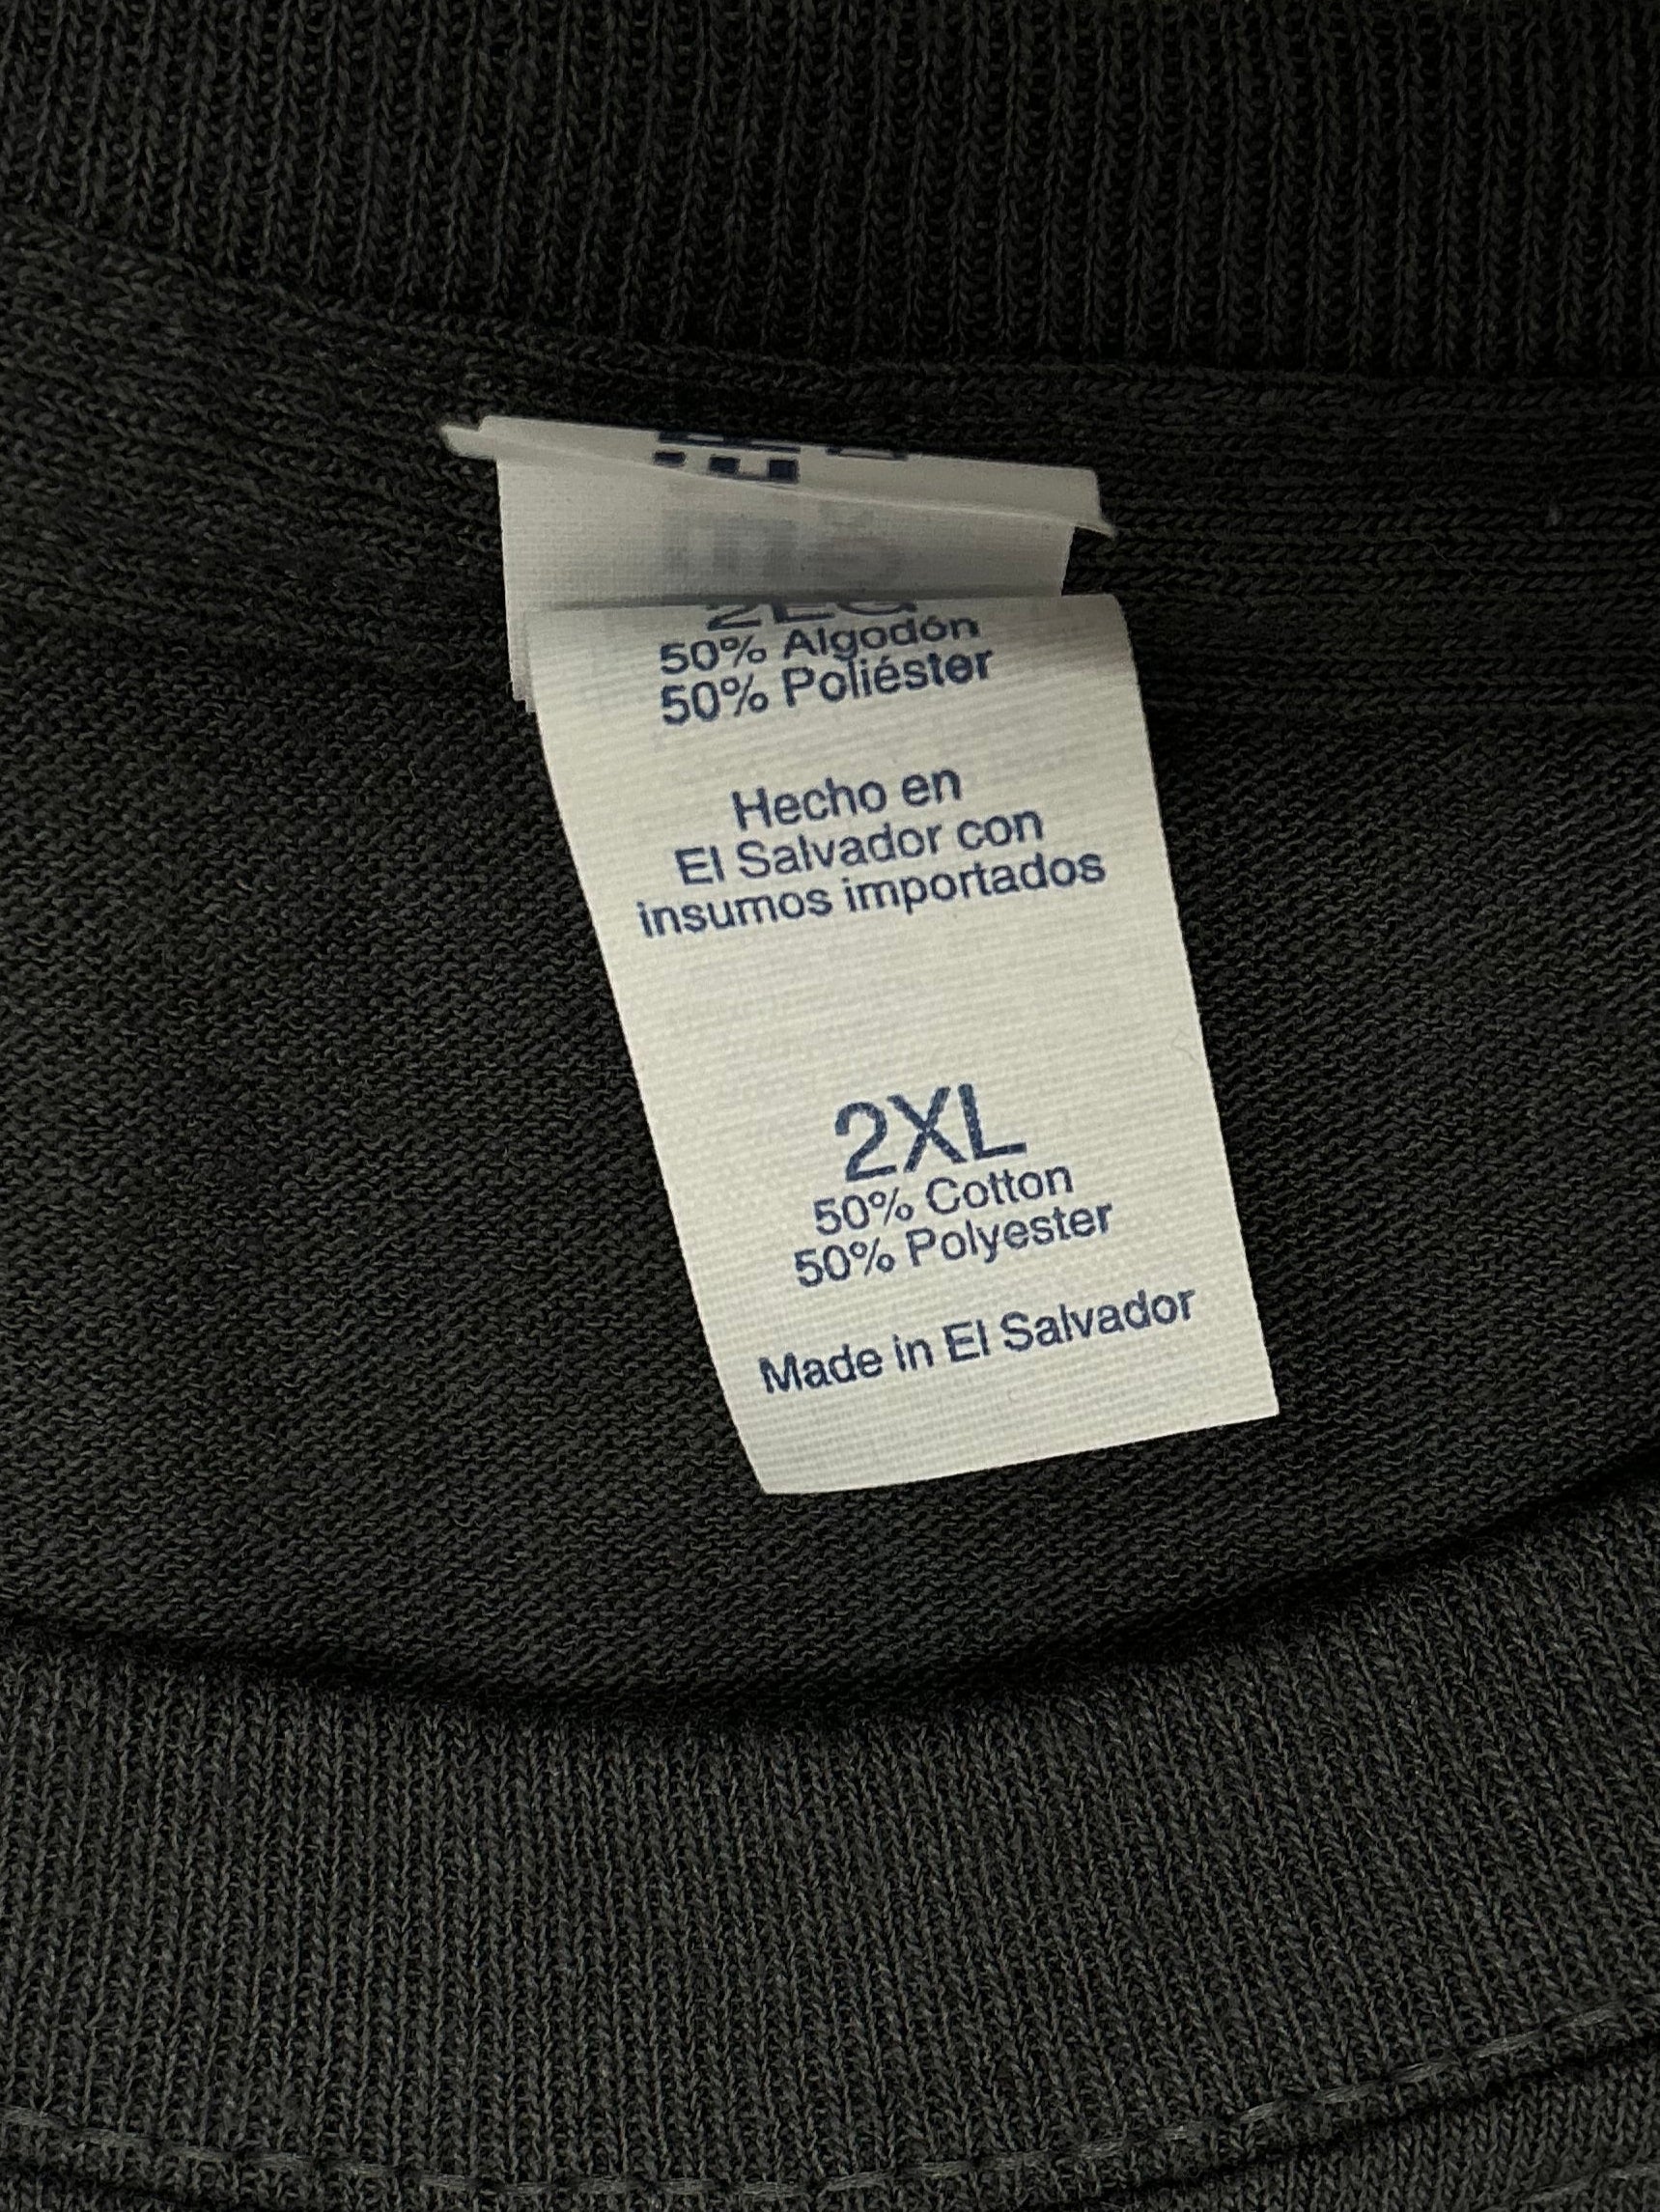 2EG
50% Algodón
50% Poliéster
Hecho en
El Salvador con
insumos importados
2XL
50% Cotton
50% Polyester
Made in El Salvador